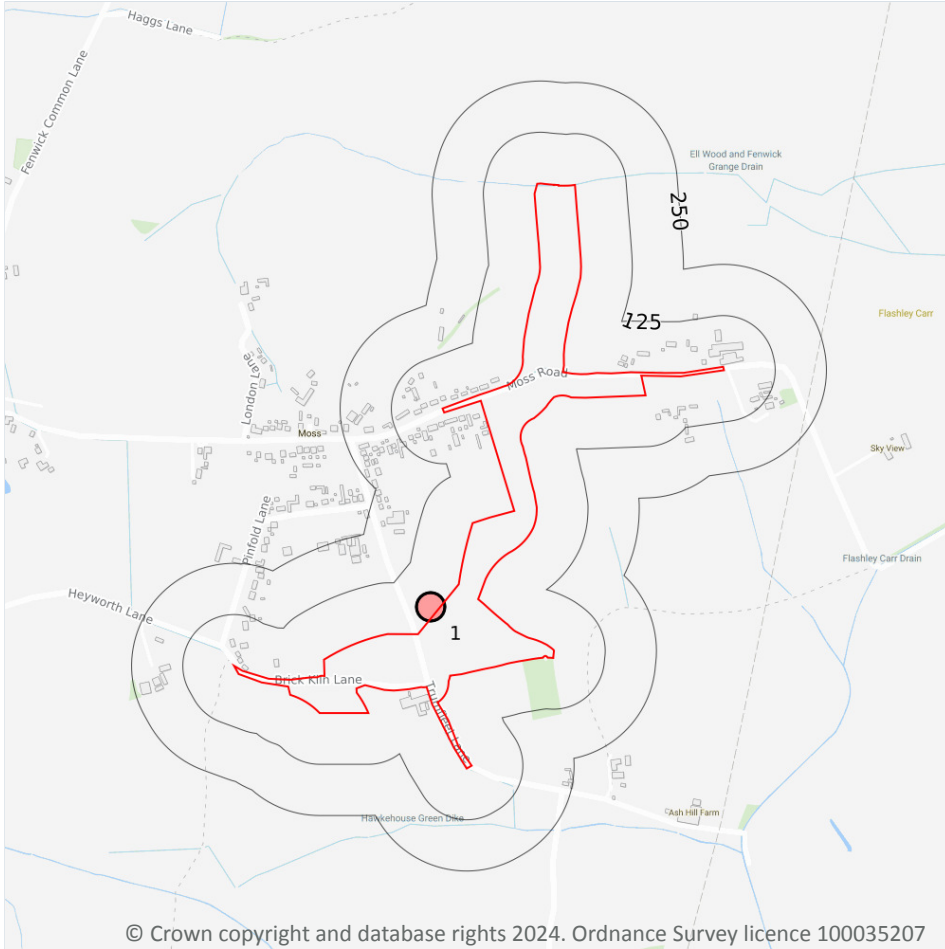 Haggs Lane
Fenwick Common Lane
Ell Wood and Fenwick
Grange Drain
250
125
Flashley Carr
London Lane
Moss Road
Moss
Sky View
Pinfold Lane
Flashley Carr Drain
Heyworth Lane
1
Brick Kiln Lane
Trumfleet Lane
Ash Hill Farm
Hawkehouse Green Dike
© Crown copyright and database rights 2024. Ordnance Survey licence 100035207